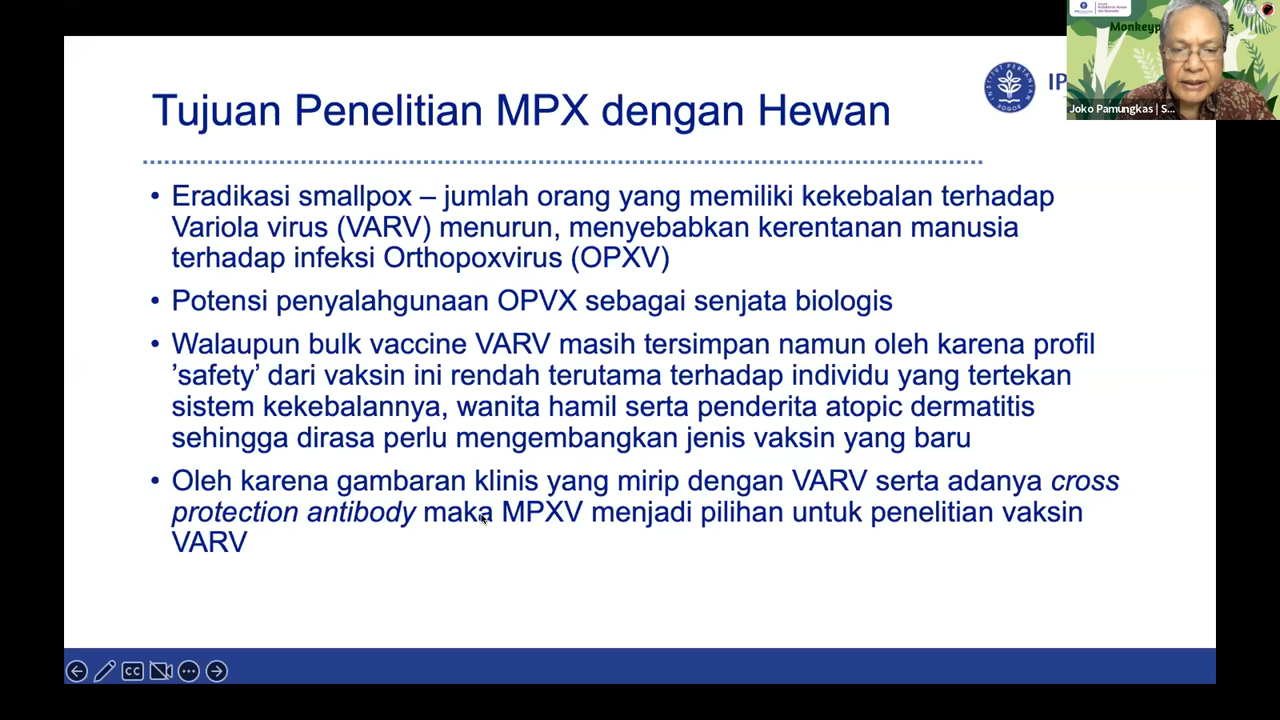 Tujuan Penelitian MPX dengan Hewan
INSTITUT PERTANIAN BOGOR
Monkeyp
Joko Pamungkas | S...
• Eradikasi smallpox – jumlah orang yang memiliki kekebalan terhadap
Variola virus (VARV) menurun, menyebabkan kerentanan manusia
terhadap infeksi Orthopoxvirus (OPXV)
• Potensi penyalahgunaan OPVX sebagai senjata biologis
• Walaupun bulk vaccine VARV masih tersimpan namun oleh karena profil
’safety’ dari vaksin ini rendah terutama terhadap individu yang tertekan
sistem kekebalannya, wanita hamil serta penderita atopic dermatitis
sehingga dirasa perlu mengembangkan jenis vaksin yang baru
• Oleh karena gambaran klinis yang mirip dengan VARV serta adanya cross
protection antibody maka MPXV menjadi pilihan untuk penelitian vaksin
VARV
CC